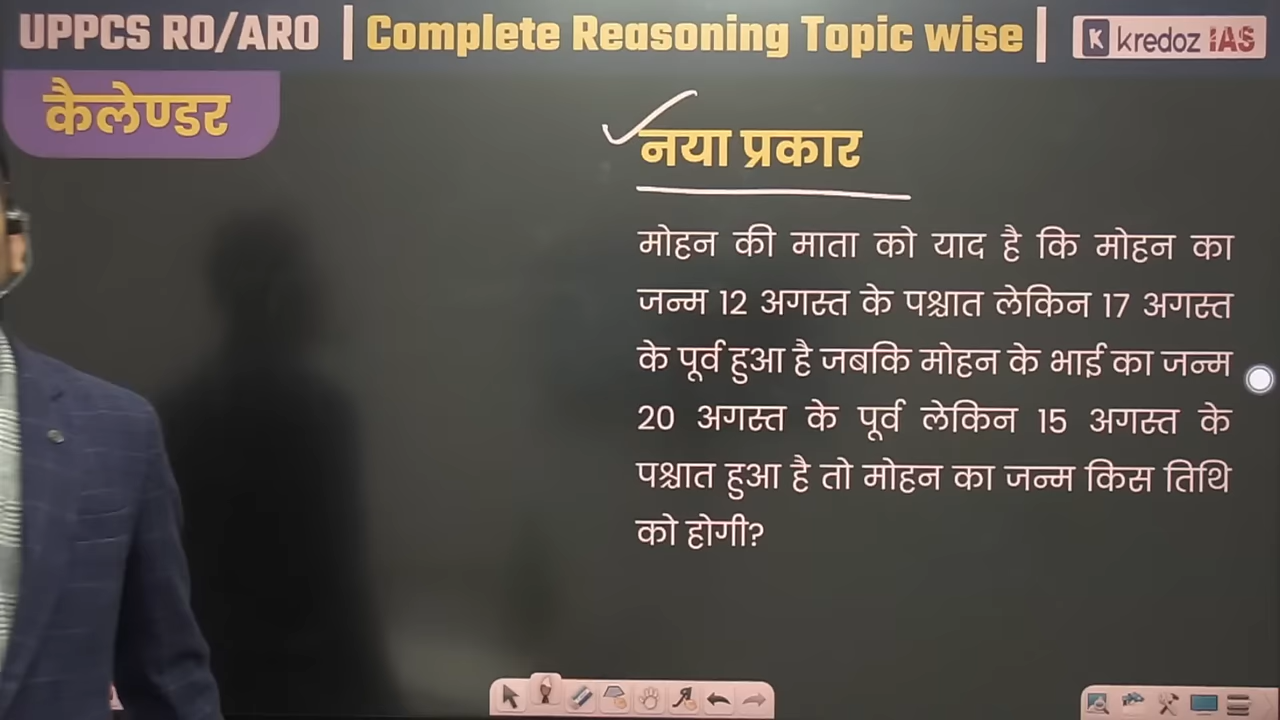 UPPCS RO/ARO | Complete Reasoning Topic wise | K kredoz IAS
कैलेण्डर
नया प्रकार
मोहन की माता को याद है कि मोहन का
जन्म 12 अगस्त के पश्चात लेकिन 17 अगस्त
के पूर्व हुआ है जबकि मोहन के भाई का जन्म
20 अगस्त के पूर्व लेकिन 15 अगस्त के
पश्चात हुआ है तो मोहन का जन्म किस तिथि
को होगी?